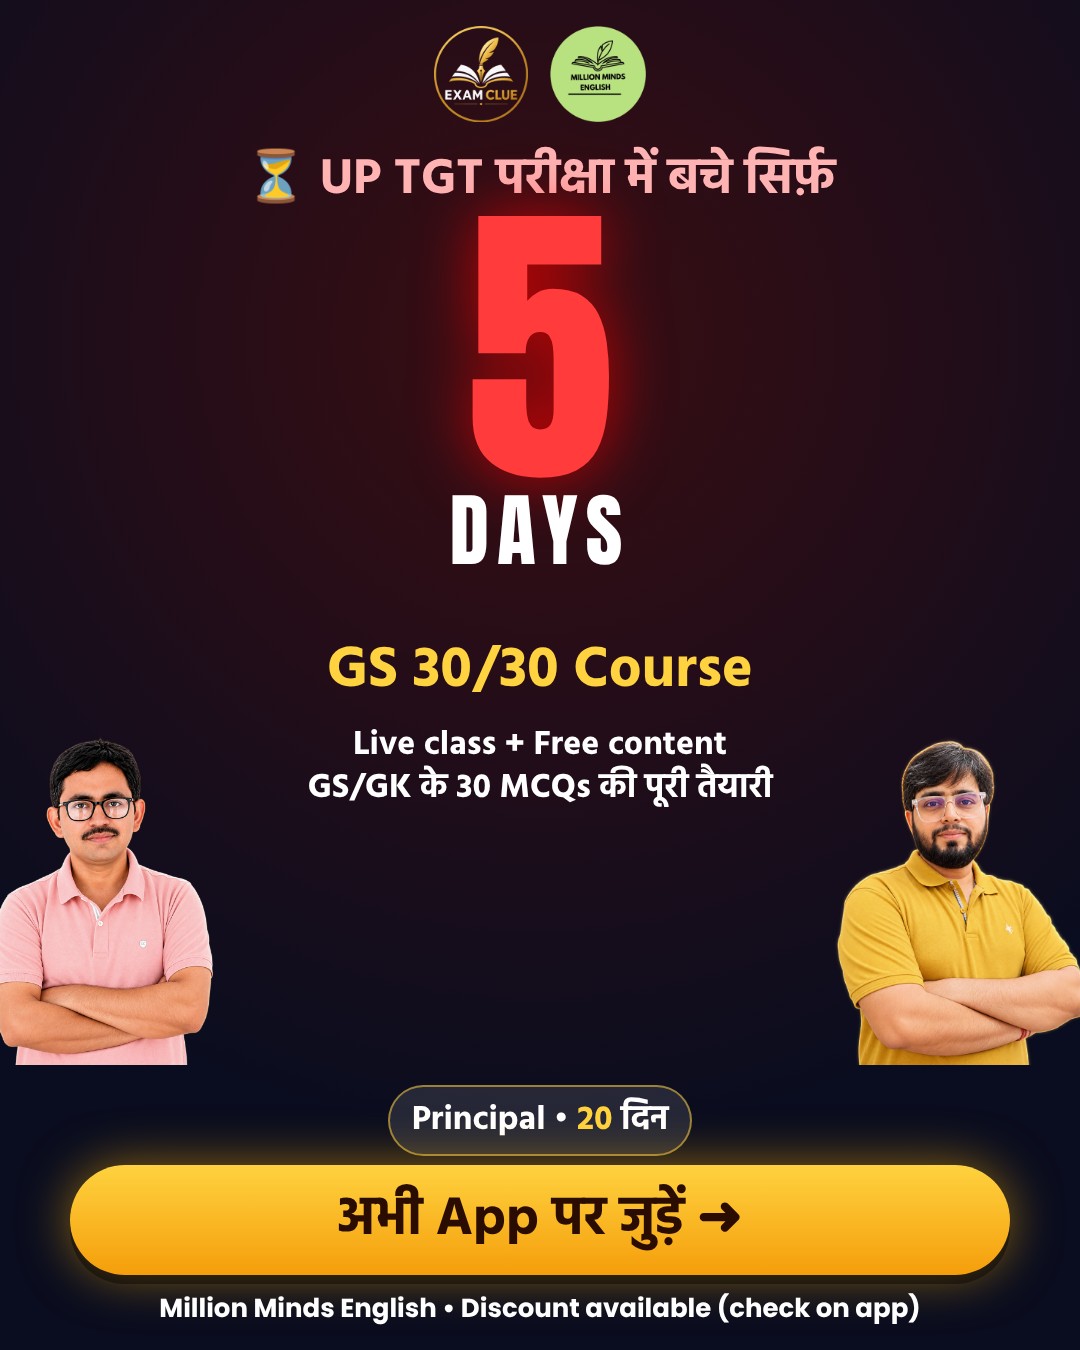 EXAM CLUE
MILLION MINDS
ENGLISH
⏳ UP TGT परीक्षा में बचे सिर्फ़
5
DAYS
GS 30/30 Course
Live class + Free content
GS/GK के 30 MCQs की पूरी तैयारी
Principal • 20 दिन
अभी App पर जुड़ें ➜
Million Minds English • Discount available (check on app)